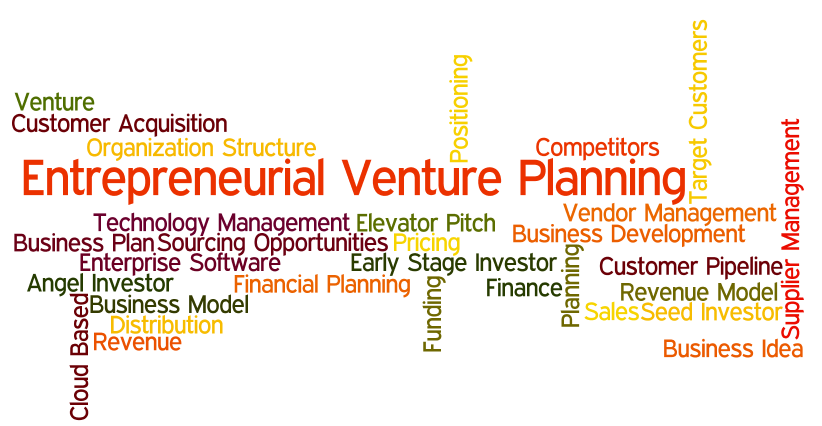 Venture
Customer Acquisition
Organization Structure
Positioning
Competitors
Target Customers
Entrepreneurial Venture Planning
Supplier Management
Technology Management
Elevator Pitch
Vendor Management
Business Plan
Sourcing Opportunities
Pricing
Business Development
Enterprise Software
Early Stage Investor
Planning
Customer Pipeline
Angel Investor
Financial Planning
Funding
Finance
Revenue Model
Cloud Based
Business Model
Distribution
Sales
Seed Investor
Revenue
Business Idea